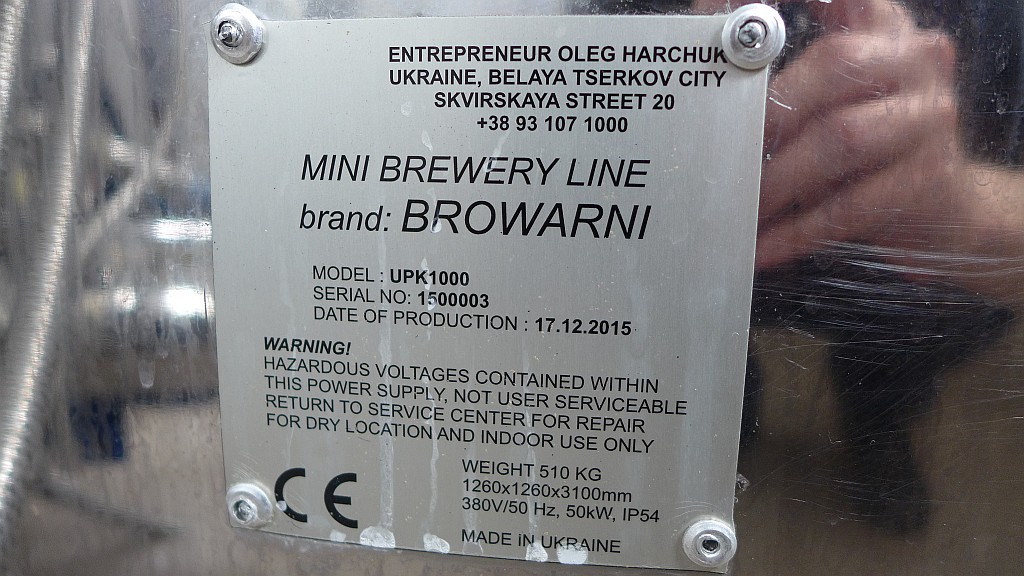 ENTREPRENEUR OLEG HARCHUK
UKRAINE, BELAYA TSERKOV CITY
SKVIRSKAYA STREET 20
+38 93 107 1000
MINI BREWERY LINE
brand: BROWARNI
MODEL : UPK1000
SERIAL NO: 1500003
DATE OF PRODUCTION : 17.12.2015
WARNING!
HAZARDOUS VOLTAGES CONTAINED WITHIN
THIS POWER SUPPLY, NOT USER SERVICEABLE
RETURN TO SERVICE CENTER FOR REPAIR
FOR DRY LOCATION AND INDOOR USE ONLY
CE
WEIGHT 510 KG
1260x1260x3100mm
380V/50 Hz, 50kW, IP54
MADE IN UKRAINE